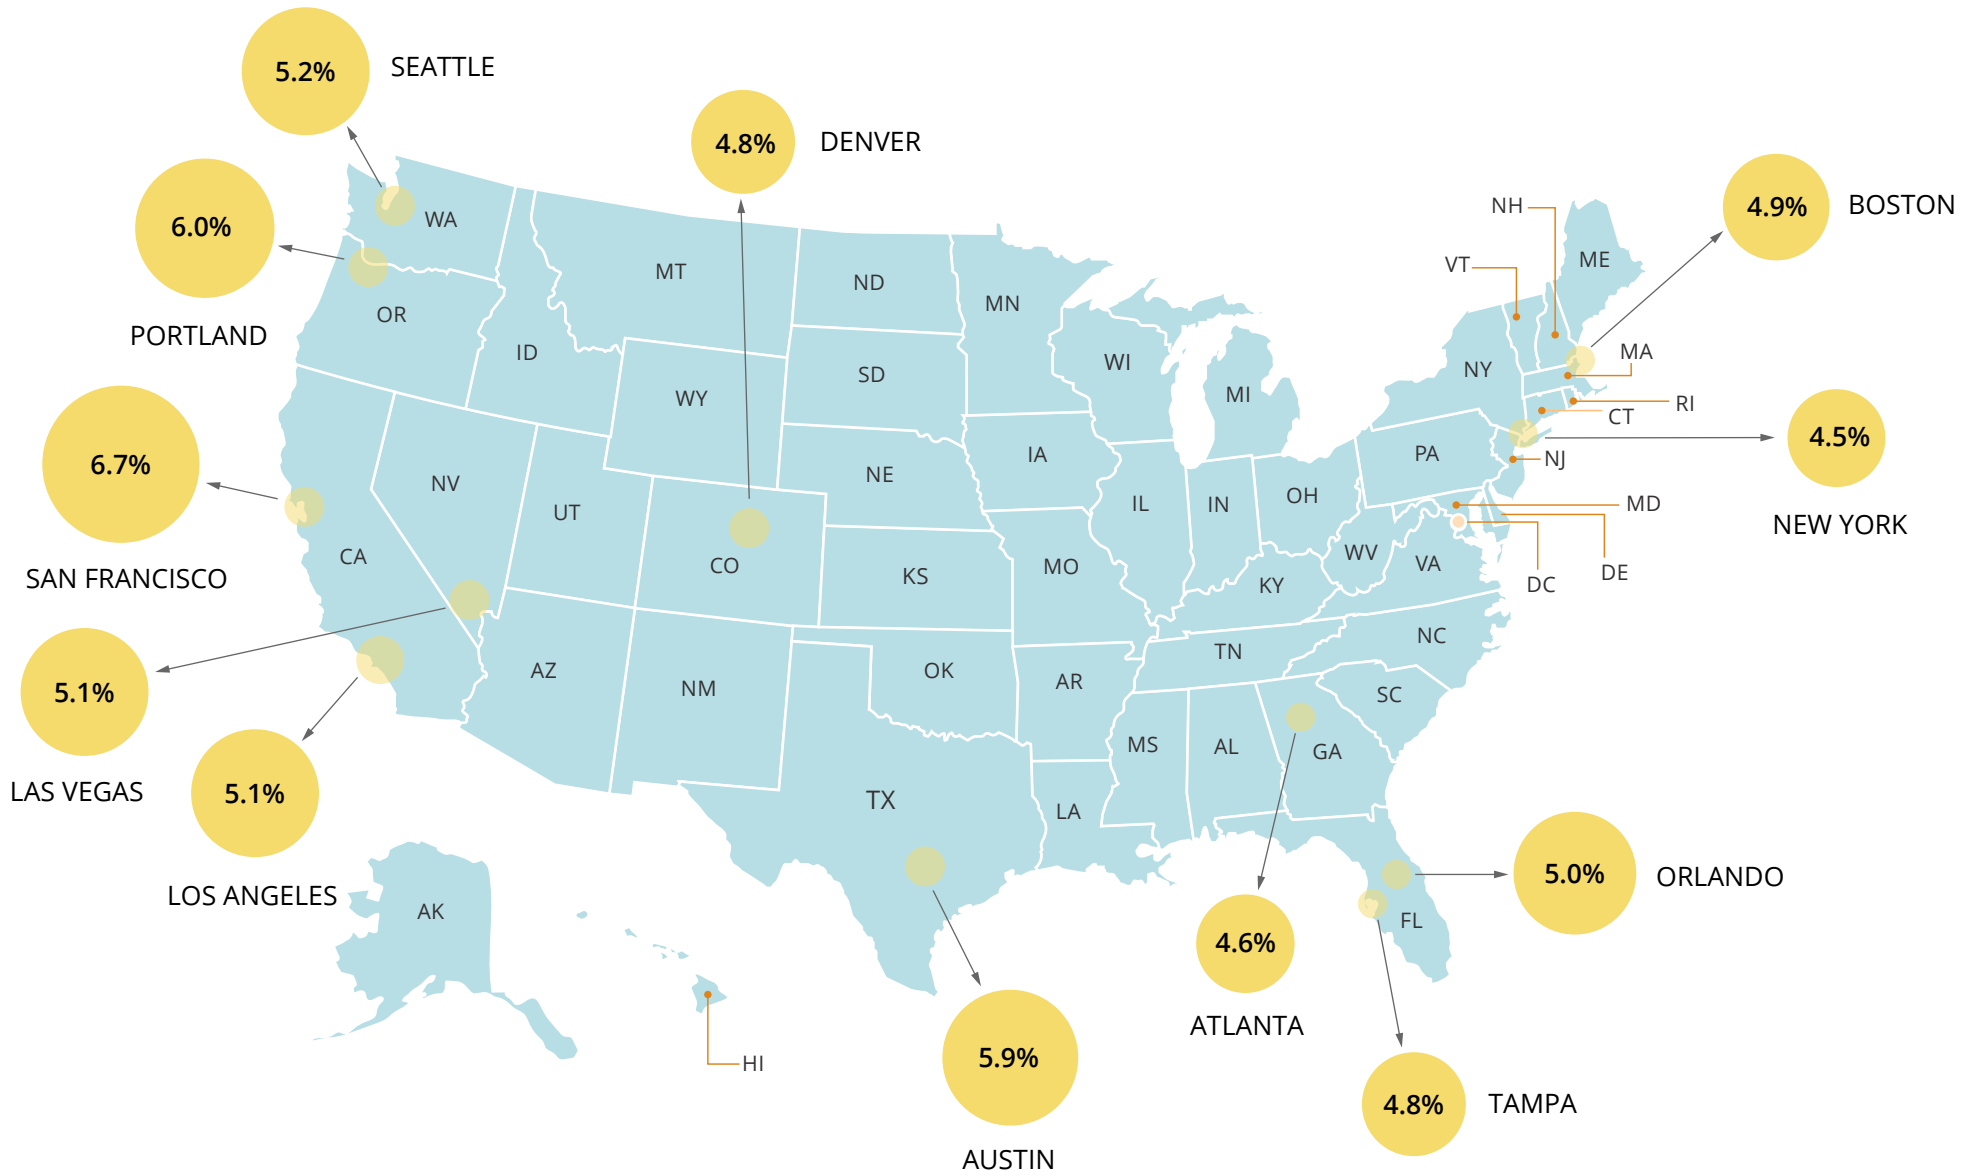 5.2%
SEATTLE
4.8%
DENVER
6.0%
PORTLAND
4.9%
BOSTON
6.7%
SAN FRANCISCO
4.5%
NEW YORK
5.1%
LAS VEGAS
5.1%
LOS ANGELES
5.9%
AUSTIN
4.6%
ATLANTA
5.0%
ORLANDO
4.8%
TAMPA
WA
OR
ID
MT
ND
MN
WI
MI
SD
WY
NE
IA
IL
IN
OH
PA
NY
VT
NH
ME
MA
RI
CT
NJ
MD
DE
DC
VA
WV
KY
NV
UT
CO
KS
MO
CA
AZ
NM
OK
AR
TN
NC
SC
GA
AL
MS
LA
TX
FL
AK
HI